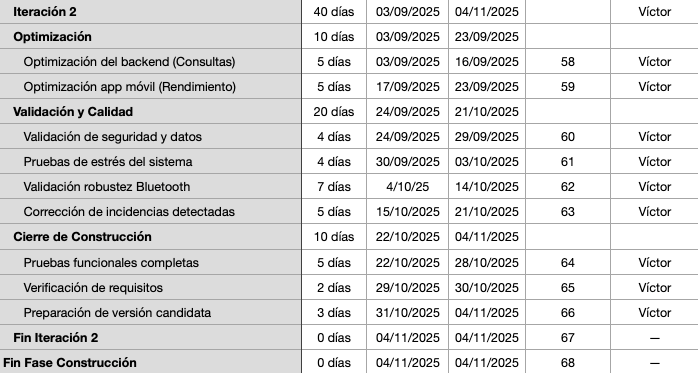 Iteración 2 40 días 03/09/2025 04/11/2025 Víctor
Optimización 10 días 03/09/2025 23/09/2025
Optimización del backend (Consultas) 5 días 03/09/2025 16/09/2025 58 Víctor
Optimización app móvil (Rendimiento) 5 días 17/09/2025 23/09/2025 59 Víctor
Validación y Calidad 20 días 24/09/2025 21/10/2025
Validación de seguridad y datos 4 días 24/09/2025 29/09/2025 60 Víctor
Pruebas de estrés del sistema 4 días 30/09/2025 03/10/2025 61 Víctor
Validación robustez Bluetooth 7 días 4/10/25 14/10/2025 62 Víctor
Corrección de incidencias detectadas 5 días 15/10/2025 21/10/2025 63 Víctor
Cierre de Construcción 10 días 22/10/2025 04/11/2025
Pruebas funcionales completas 5 días 22/10/2025 28/10/2025 64 Víctor
Verificación de requisitos 2 días 29/10/2025 30/10/2025 65 Víctor
Preparación de versión candidata 3 días 31/10/2025 04/11/2025 66 Víctor
Fin Iteración 2 0 días 04/11/2025 04/11/2025 67 —
Fin Fase Construcción 0 días 04/11/2025 04/11/2025 68 —